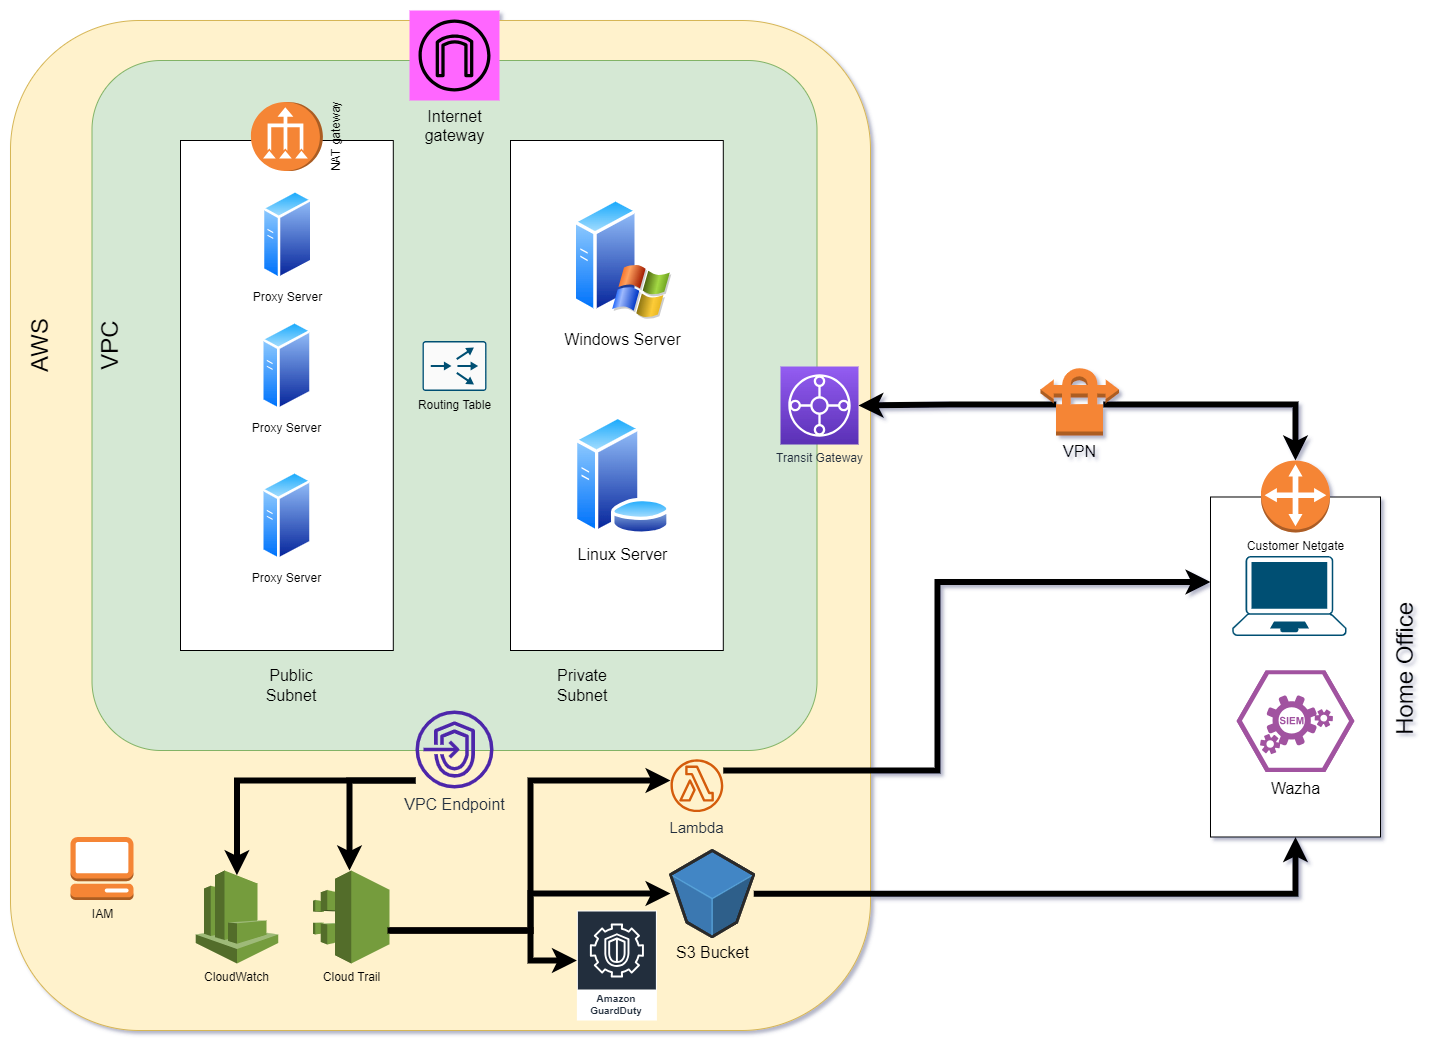 Internet
gateway
NAT gateway
Proxy Server
Proxy Server
Proxy Server
AWS
VPC
Routing Table
Windows Server
Linux Server
Public
Subnet
Private
Subnet
Transit Gateway
VPN
Customer Netgate
SIEM
Wazha
Home Office
VPC Endpoint
Lambda
IAM
CloudWatch
Cloud Trail
S3 Bucket
Amazon
GuardDuty